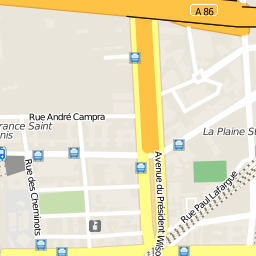 A 86
Rue André Campra
rance Saint
nis
La Plaine St
Rue des Cheminots
Avenue du Président Wilso
Rue Paul Lafargue